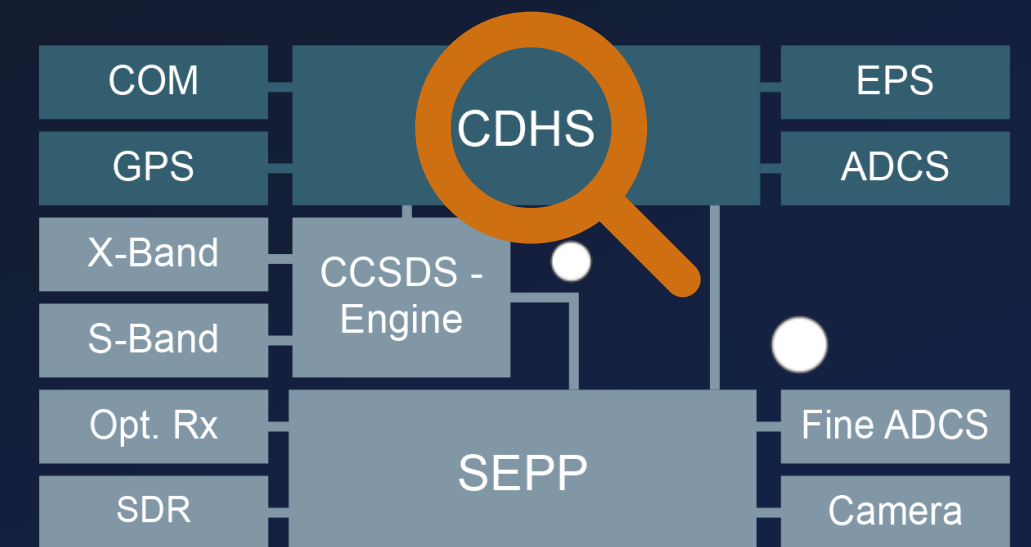 COM
CDHS
EPS
GPS
ADCS
X-Band
CCSDS -
Engine
S-Band
Opt. Rx
SEPP
Fine ADCS
SDR
Camera